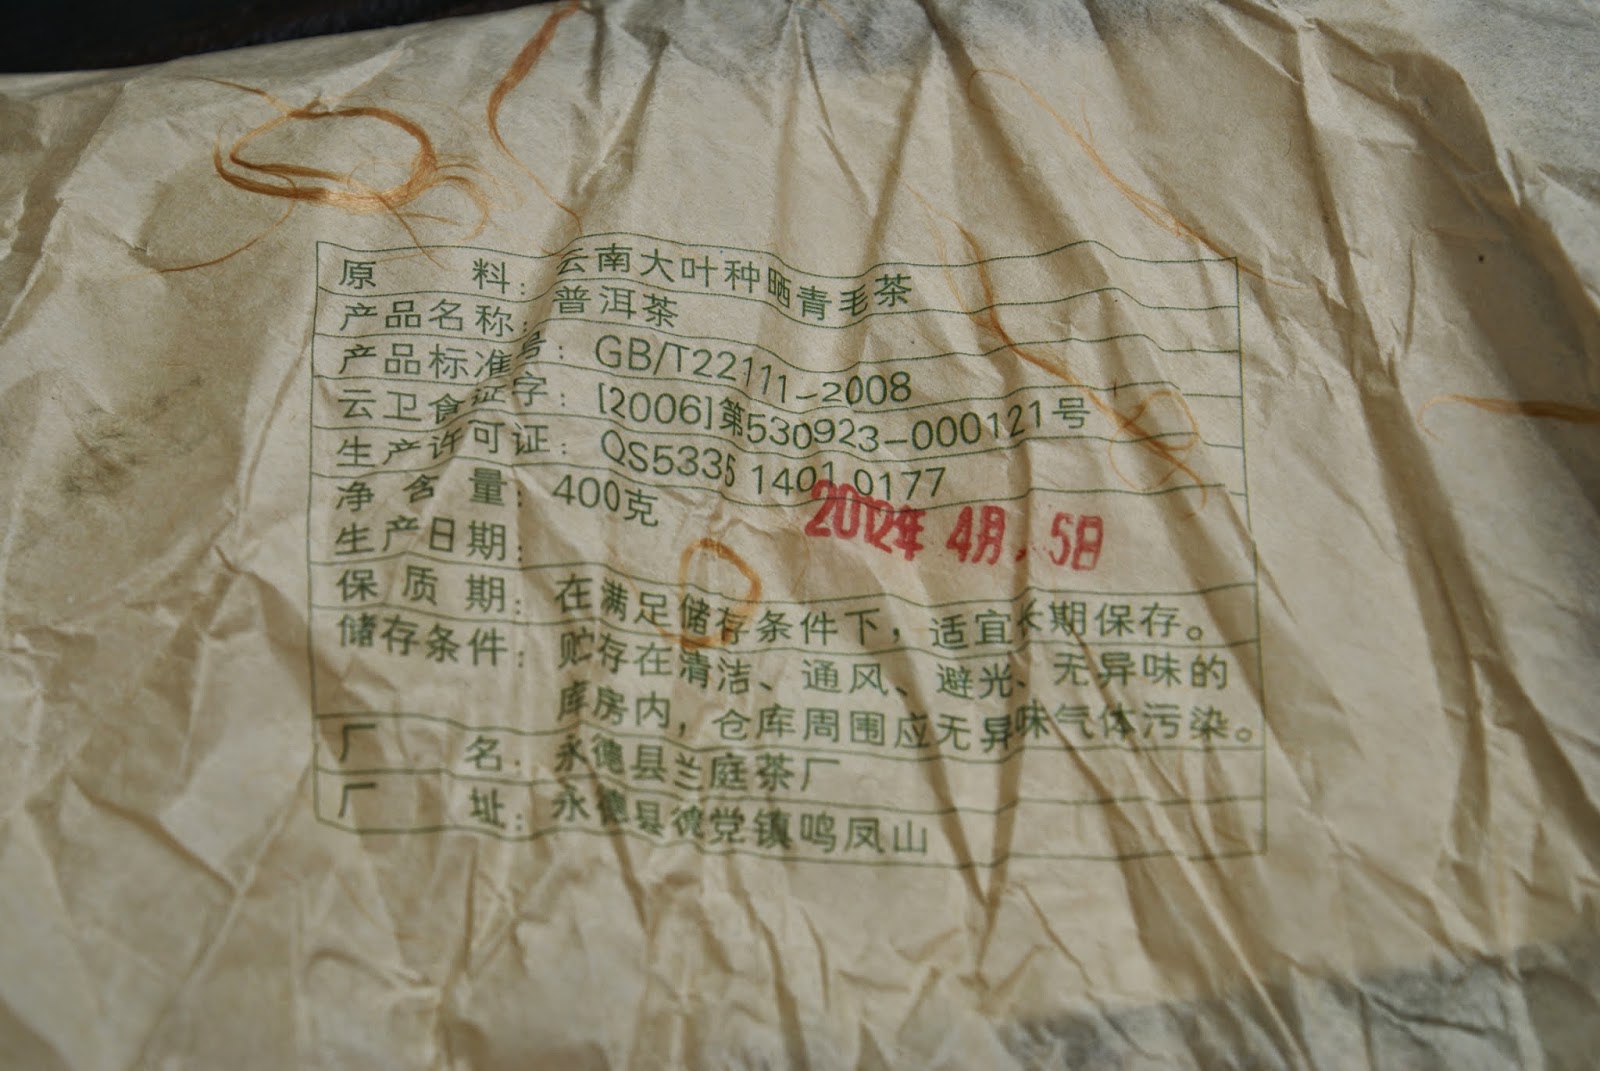 原料：云南大叶种晒青毛茶
产品名称：普洱茶
产品标准号：GB/T22111-2008
云卫食证字：[2006]第530923-000121号
生产许可证：QS5335 1401 0177
净含量：400克
生产日期：2012年 4月 5日
保质期：在满足储存条件下，适宜长期保存。
储存条件：贮存在清洁、通风、避光、无异味的
库房内，仓库周围应无异味气体污染。
厂名：永德县兰庭茶厂
厂址：永德县德党镇鸣凤山